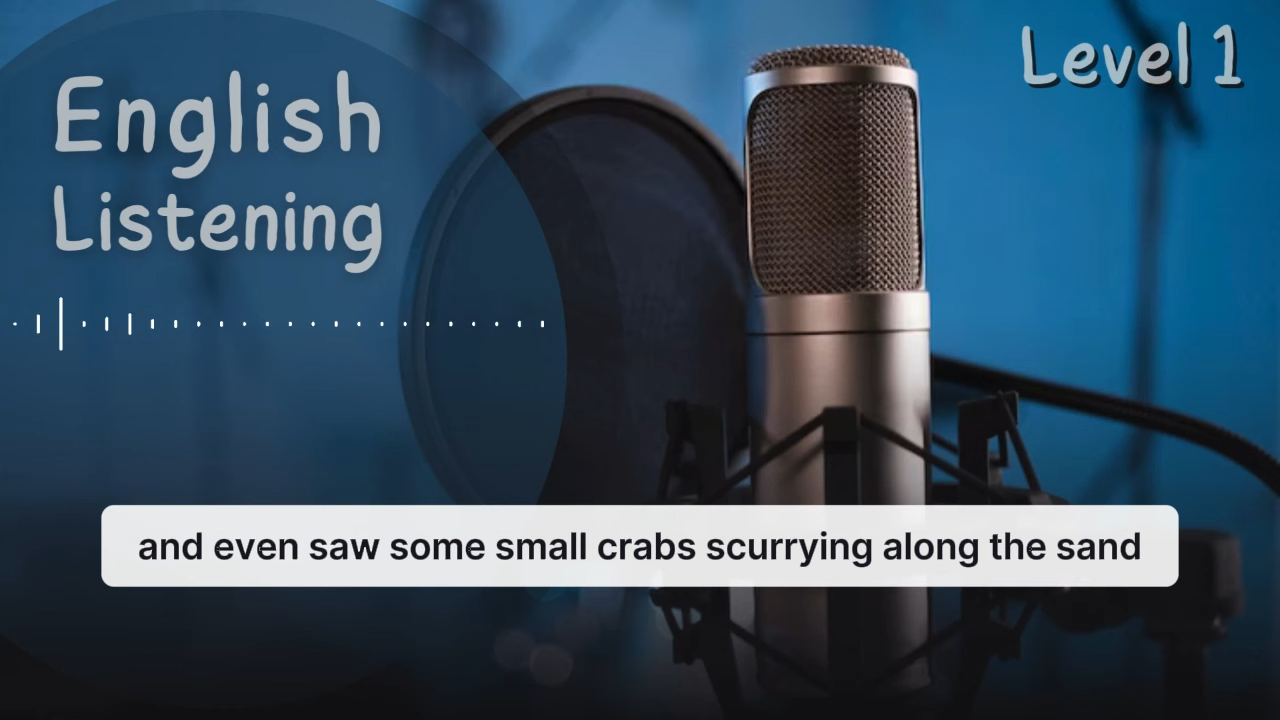 English
Listening
Level 1
and even saw some small crabs scurrying along the sand